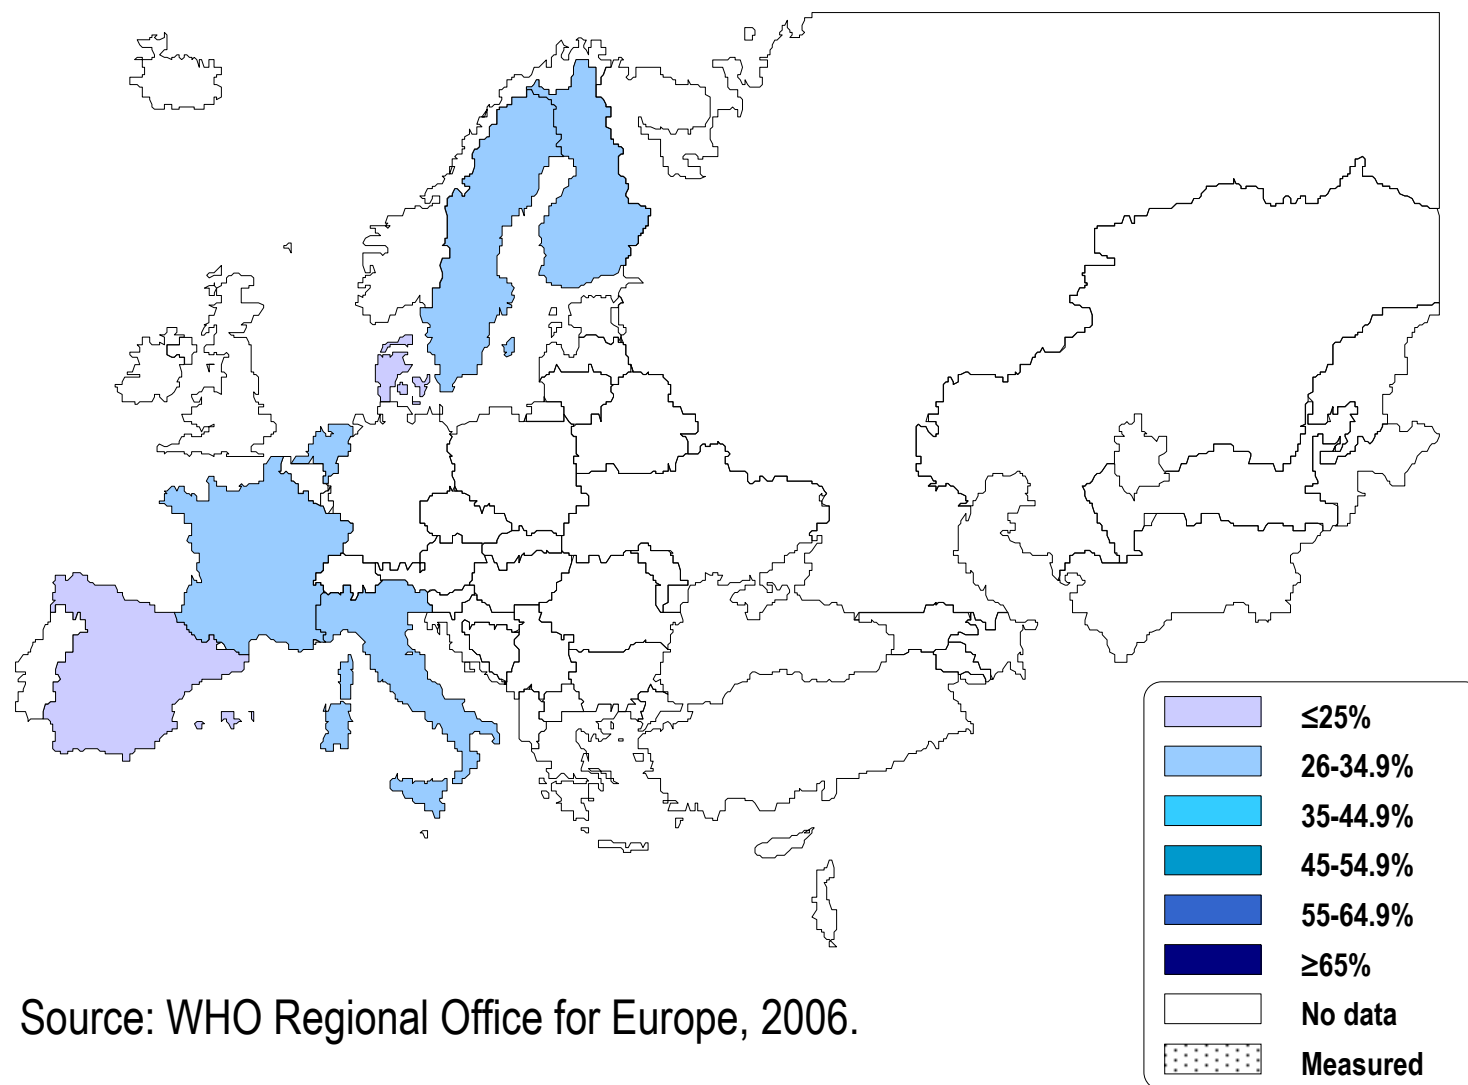 ≤25%
26-34.9%
35-44.9%
45-54.9%
55-64.9%
≥65%
No data
Measured
Source: WHO Regional Office for Europe, 2006.